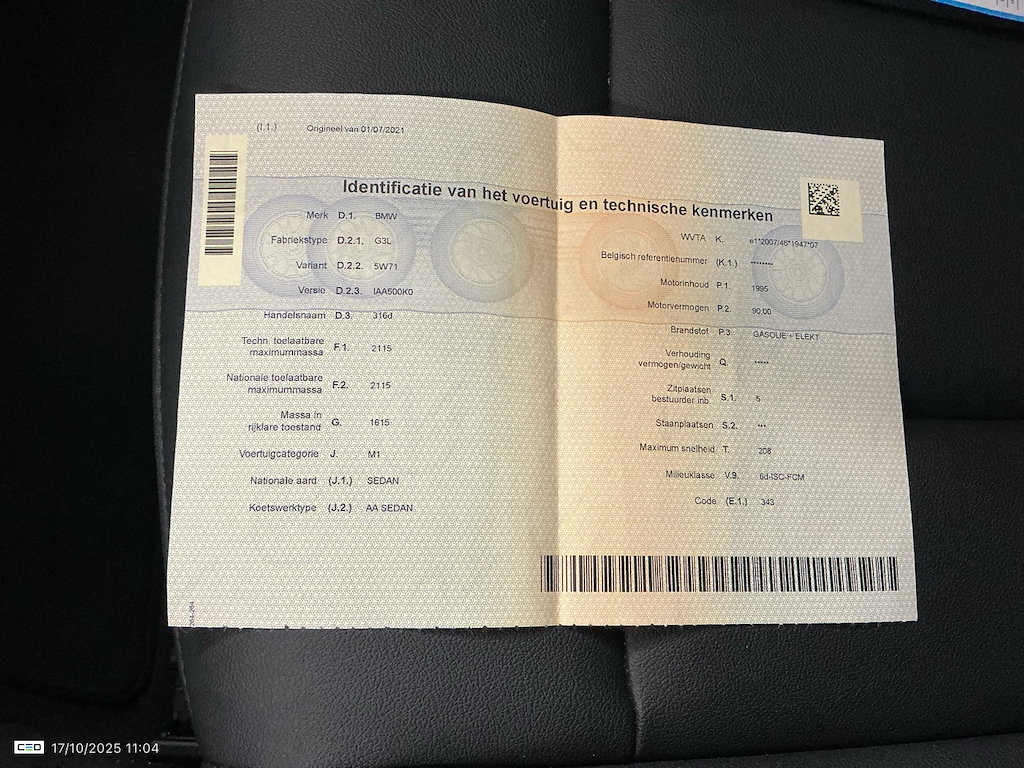 (I.1.) Origineel van 01/07/2021
Identificatie van het voertuig en technische kenmerken
Merk D.1. BMW
Fabriekstype D.2.1. G3L
Variant D.2.2. 5W71
Versie D.2.3. IAA500K0
Handelsnaam D.3. 316d
Techn. toelaatbare
maximummassa F.1. 2115
Nationale toelaatbare
maximummassa F.2. 2115
Massa in
rijklare toestand G. 1615
Voertuigcategorie J. M1
Nationale aard (J.1.) SEDAN
Koetswerktype (J.2.) AA SEDAN
WVTA K. e1*2007/46*1947*07
Belgisch referentienummer (K.1.) ********
Motorinhoud P.1. 1995
Motorvermogen P.2. 90,00
Brandstof P.3. GASOLIE + ELEKT
Verhouding
vermogen/gewicht Q. *****
Zitplaatsen
bestuurder inb. S.1. 5
Staanplaatsen S.2. ***
Maximum snelheid T. 208
Milieuklasse V.9. 6d-ISC-FCM
Code (E.1.) 343
CEO 17/10/2025 11:04